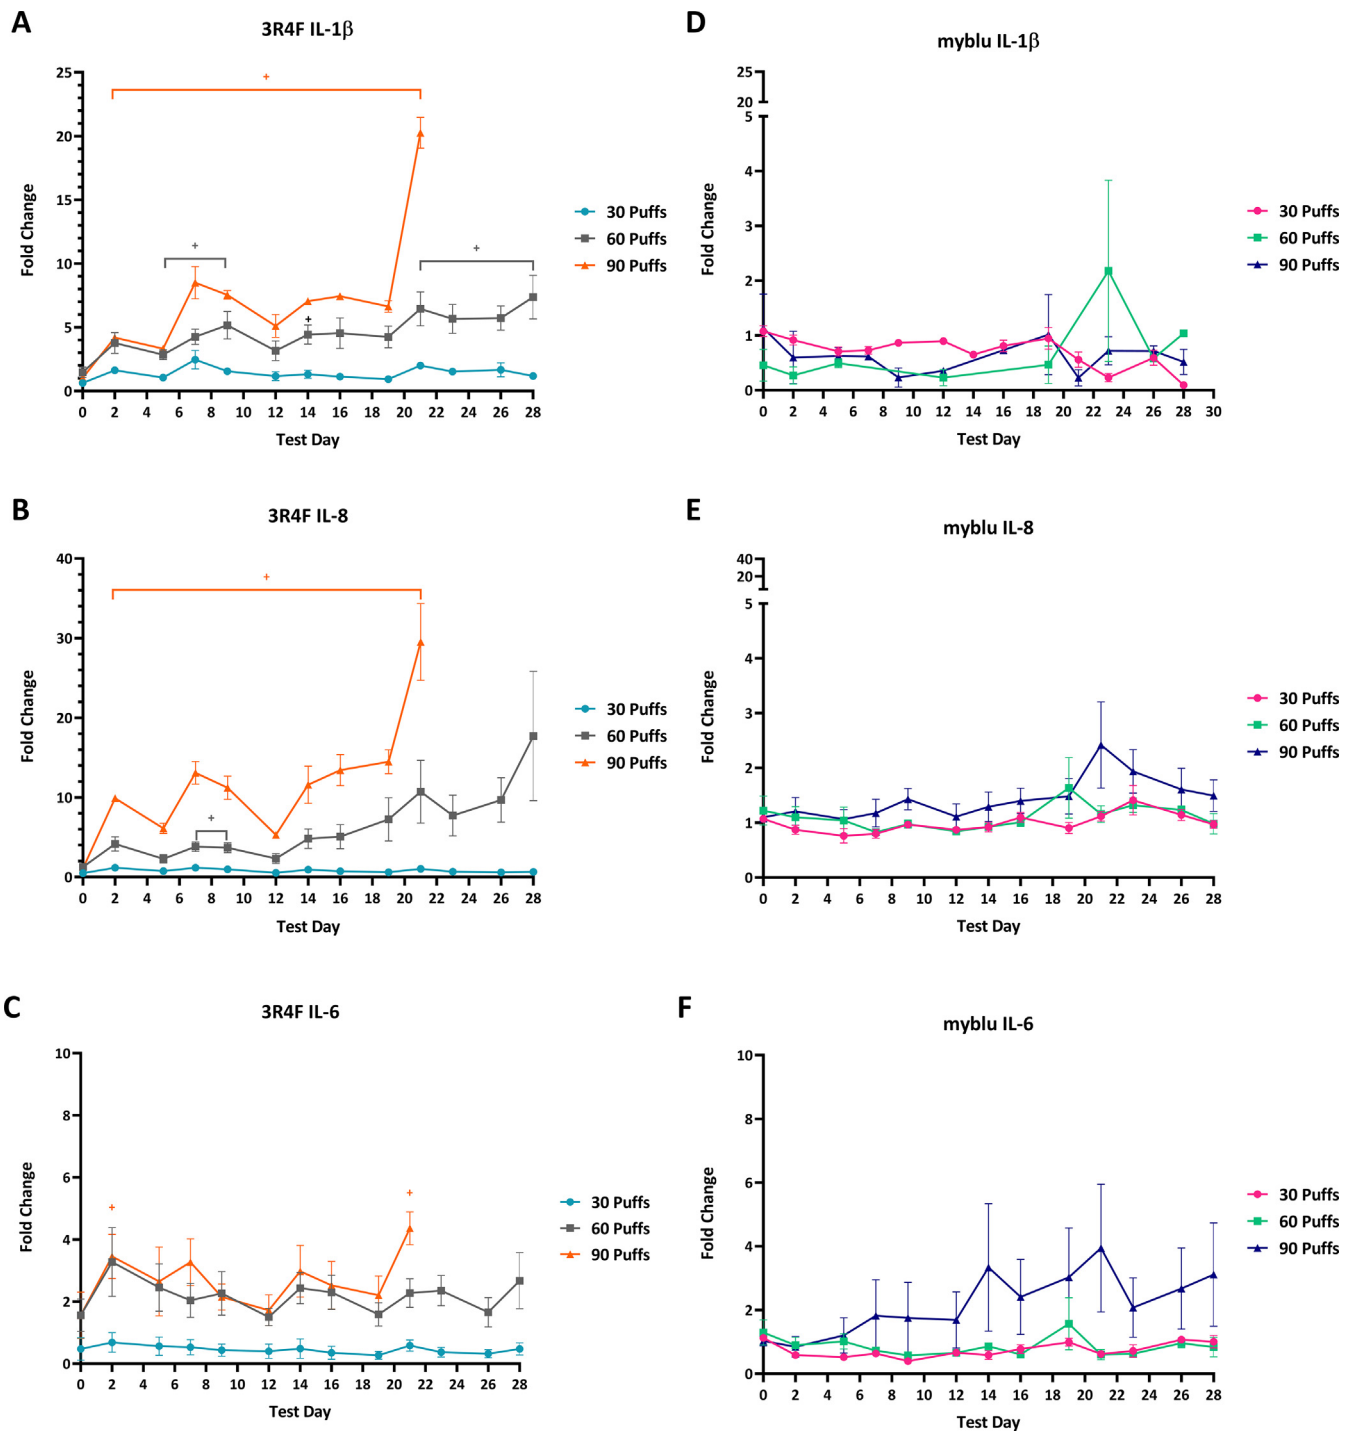 A
3R4F IL-1β
Fold Change
25
20
15
10
5
0
+
+
+
+
0 2 4 6 8 10 12 14 16 18 20 22 24 26 28
Test Day
30 Puffs
60 Puffs
90 Puffs
D
myblu IL-1β
Fold Change
25
20
5
4
3
2
1
0
0 2 4 6 8 10 12 14 16 18 20 22 24 26 28 30
Test Day
30 Puffs
60 Puffs
90 Puffs
B
3R4F IL-8
Fold Change
40
30
20
10
0
+
+
0 2 4 6 8 10 12 14 16 18 20 22 24 26 28
Test Day
30 Puffs
60 Puffs
90 Puffs
E
myblu IL-8
Fold Change
40
20
5
4
3
2
1
0
0 2 4 6 8 10 12 14 16 18 20 22 24 26 28
Test Day
30 Puffs
60 Puffs
90 Puffs
C
3R4F IL-6
Fold Change
10
8
6
4
2
0
+
+
0 2 4 6 8 10 12 14 16 18 20 22 24 26 28
Test Day
30 Puffs
60 Puffs
90 Puffs
F
myblu IL-6
Fold Change
10
8
6
4
2
0
0 2 4 6 8 10 12 14 16 18 20 22 24 26 28
Test Day
30 Puffs
60 Puffs
90 Puffs